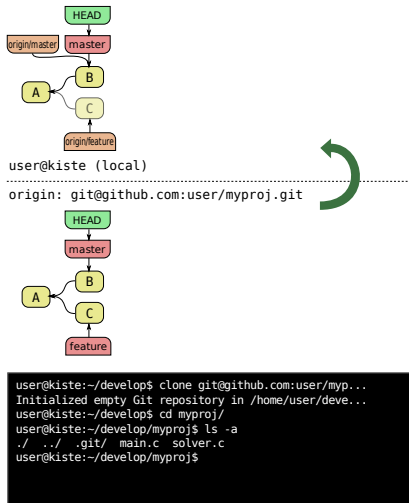 HEAD
origin/master
master
B
A
C
origin/feature
user@kiste (local)
origin: git@github.com:user/myproj.git
HEAD
master
B
A
C
feature
user@kiste:~/develop$ clone git@github.com:user/myp...
Initialized empty Git repository in /home/user/deve...
user@kiste:~/develop$ cd myproj/
user@kiste:~/develop/myproj$ ls -a
./  ../  .git/  main.c  solver.c
user@kiste:~/develop/myproj$